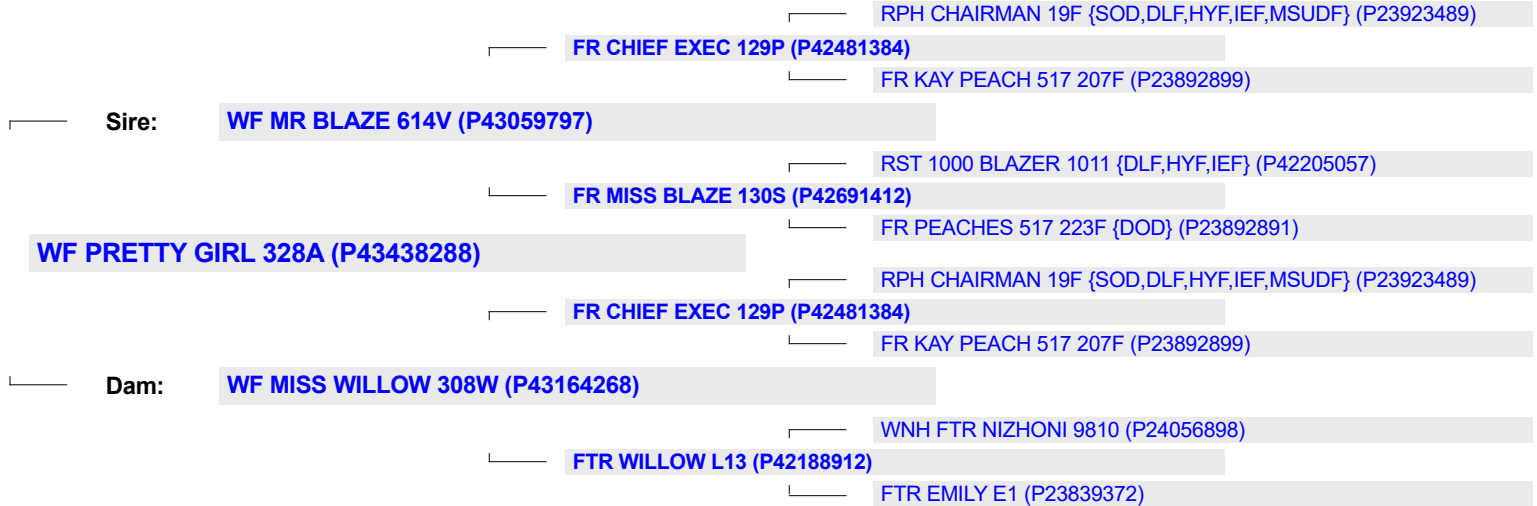 RPH CHAIRMAN 19F {SOD,DLF,HYF,IEF,MSUDF} (P23923489)
FR CHIEF EXEC 129P (P42481384)
FR KAY PEACH 517 207F (P23892899)
Sire: WF MR BLAZE 614V (P43059797)
RST 1000 BLAZER 1011 {DLF,HYF,IEF} (P42205057)
FR MISS BLAZE 130S (P42691412)
FR PEACHES 517 223F {DOD} (P23892891)
WF PRETTY GIRL 328A (P43438288)
RPH CHAIRMAN 19F {SOD,DLF,HYF,IEF,MSUDF} (P23923489)
FR CHIEF EXEC 129P (P42481384)
FR KAY PEACH 517 207F (P23892899)
Dam: WF MISS WILLOW 308W (P43164268)
WNH FTR NIZHONI 9810 (P24056898)
FTR WILLOW L13 (P42188912)
FTR EMILY E1 (P23839372)